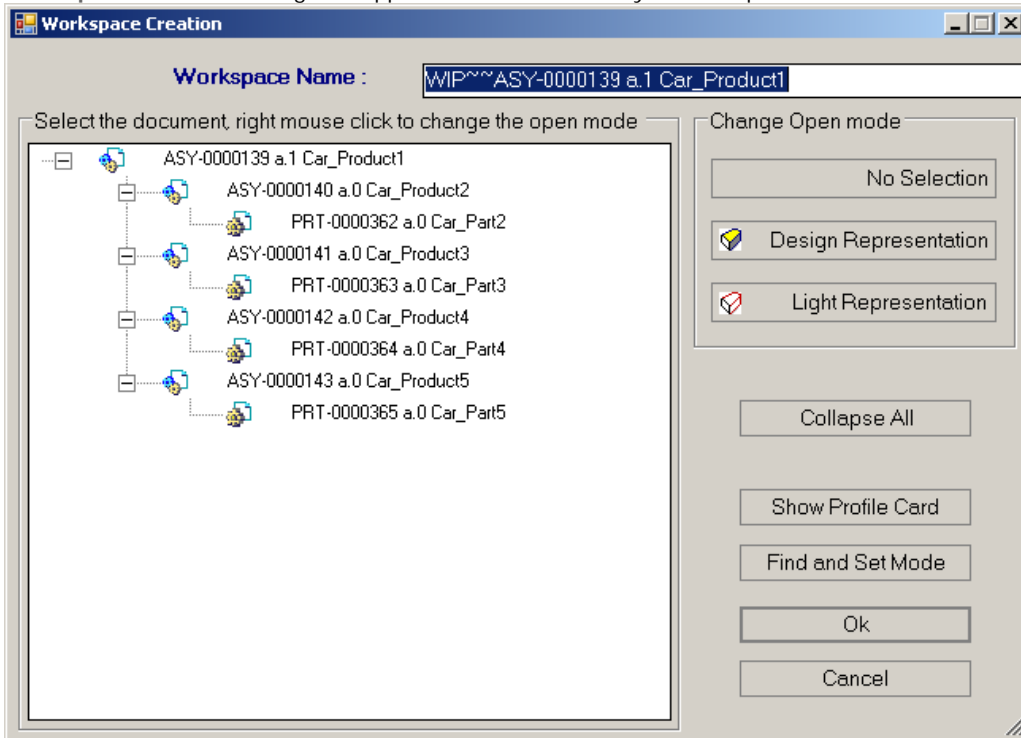 Workspace Creation
Workspace Name :
WIP~~ASY-0000139 a.1 Car_Product1
Select the document, right mouse click to change the open mode
ASY-0000139 a.1 Car_Product1
ASY-0000140 a.0 Car_Product2
PRT-0000362 a.0 Car_Part2
ASY-0000141 a.0 Car_Product3
PRT-0000363 a.0 Car_Part3
ASY-0000142 a.0 Car_Product4
PRT-0000364 a.0 Car_Part4
ASY-0000143 a.0 Car_Product5
PRT-0000365 a.0 Car_Part5
Change Open mode
No Selection
Design Representation
Light Representation
Collapse All
Show Profile Card
Find and Set Mode
Ok
Cancel